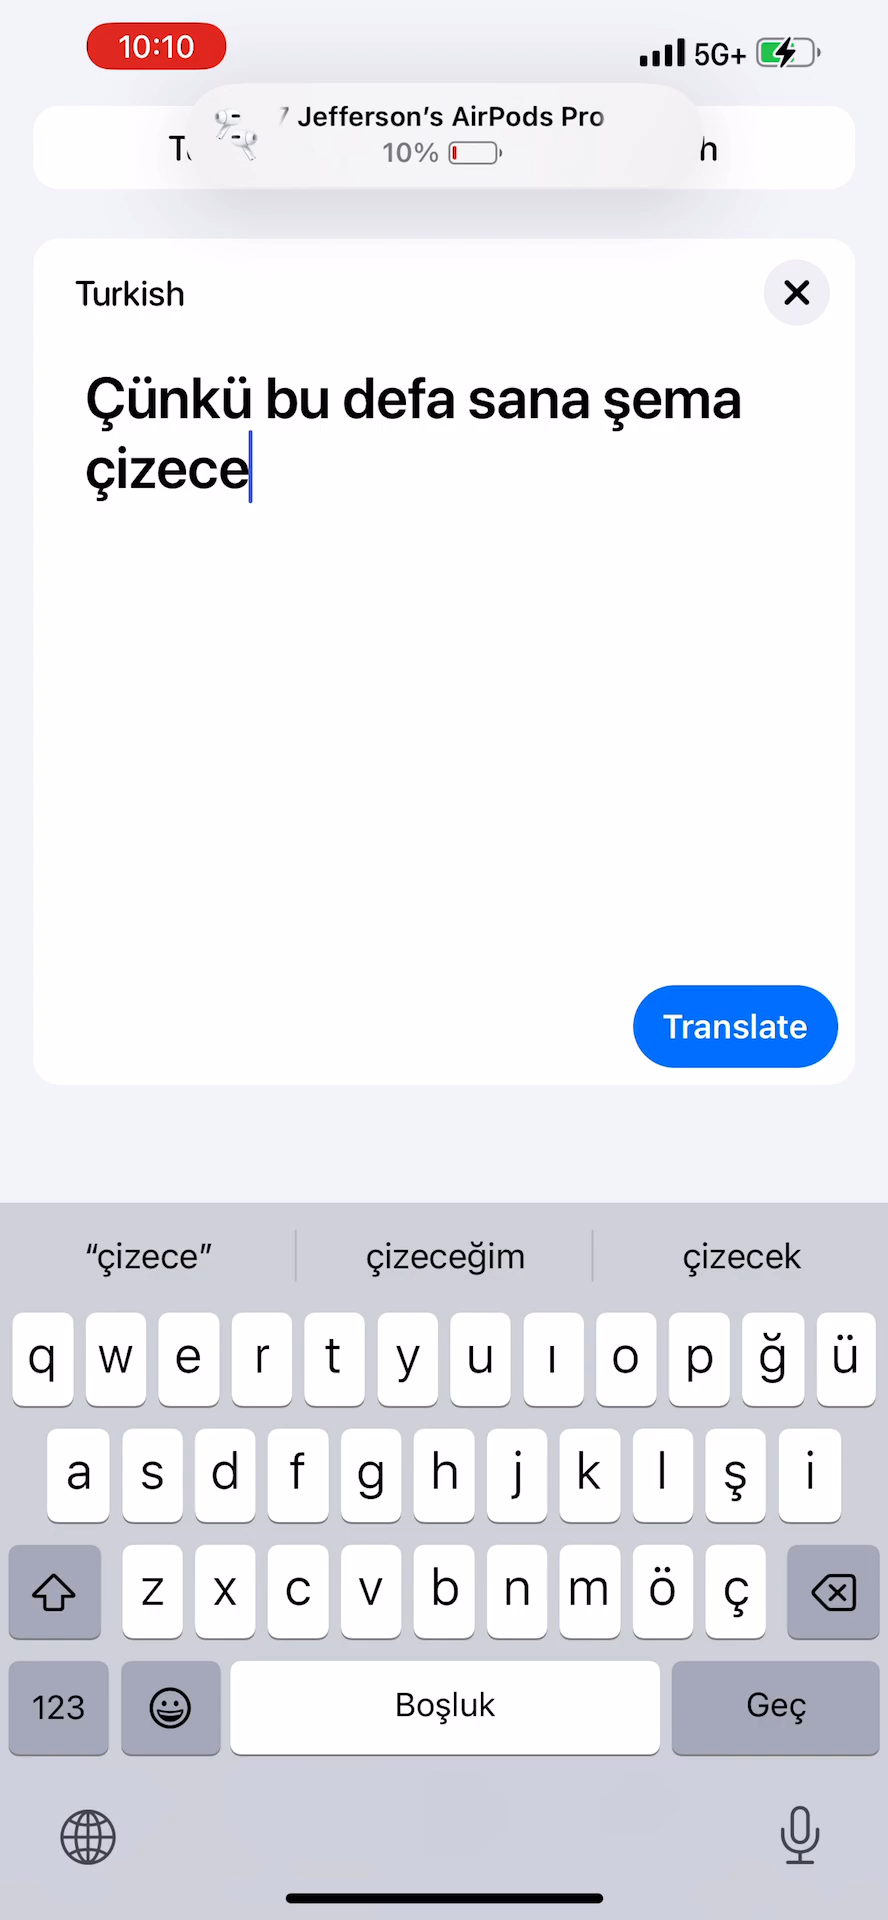 10:10
5G+
Jefferson's AirPods Pro
10%
Turkish
Çünkü bu defa sana şema
çizece
Translate
"çizece" çizeceğim çizecek
q w e r t y u ı o p ğ ü
a s d f g h j k l ş i
z x c v b n m ö ç
123 Boşluk Geç